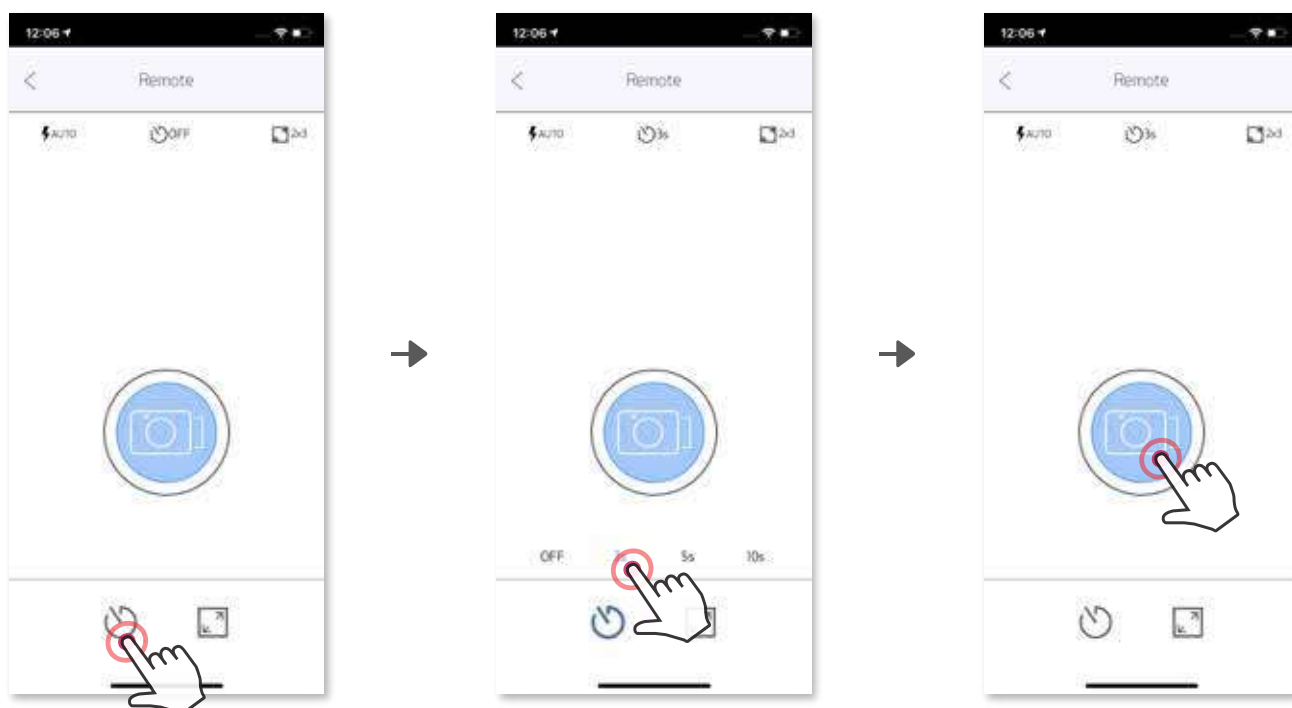 12:06
Remote
AUTO OFF 2x3
12:06
Remote
AUTO 3s 2x3
OFF 5s 10s
12:06
Remote
AUTO 3s 2x3